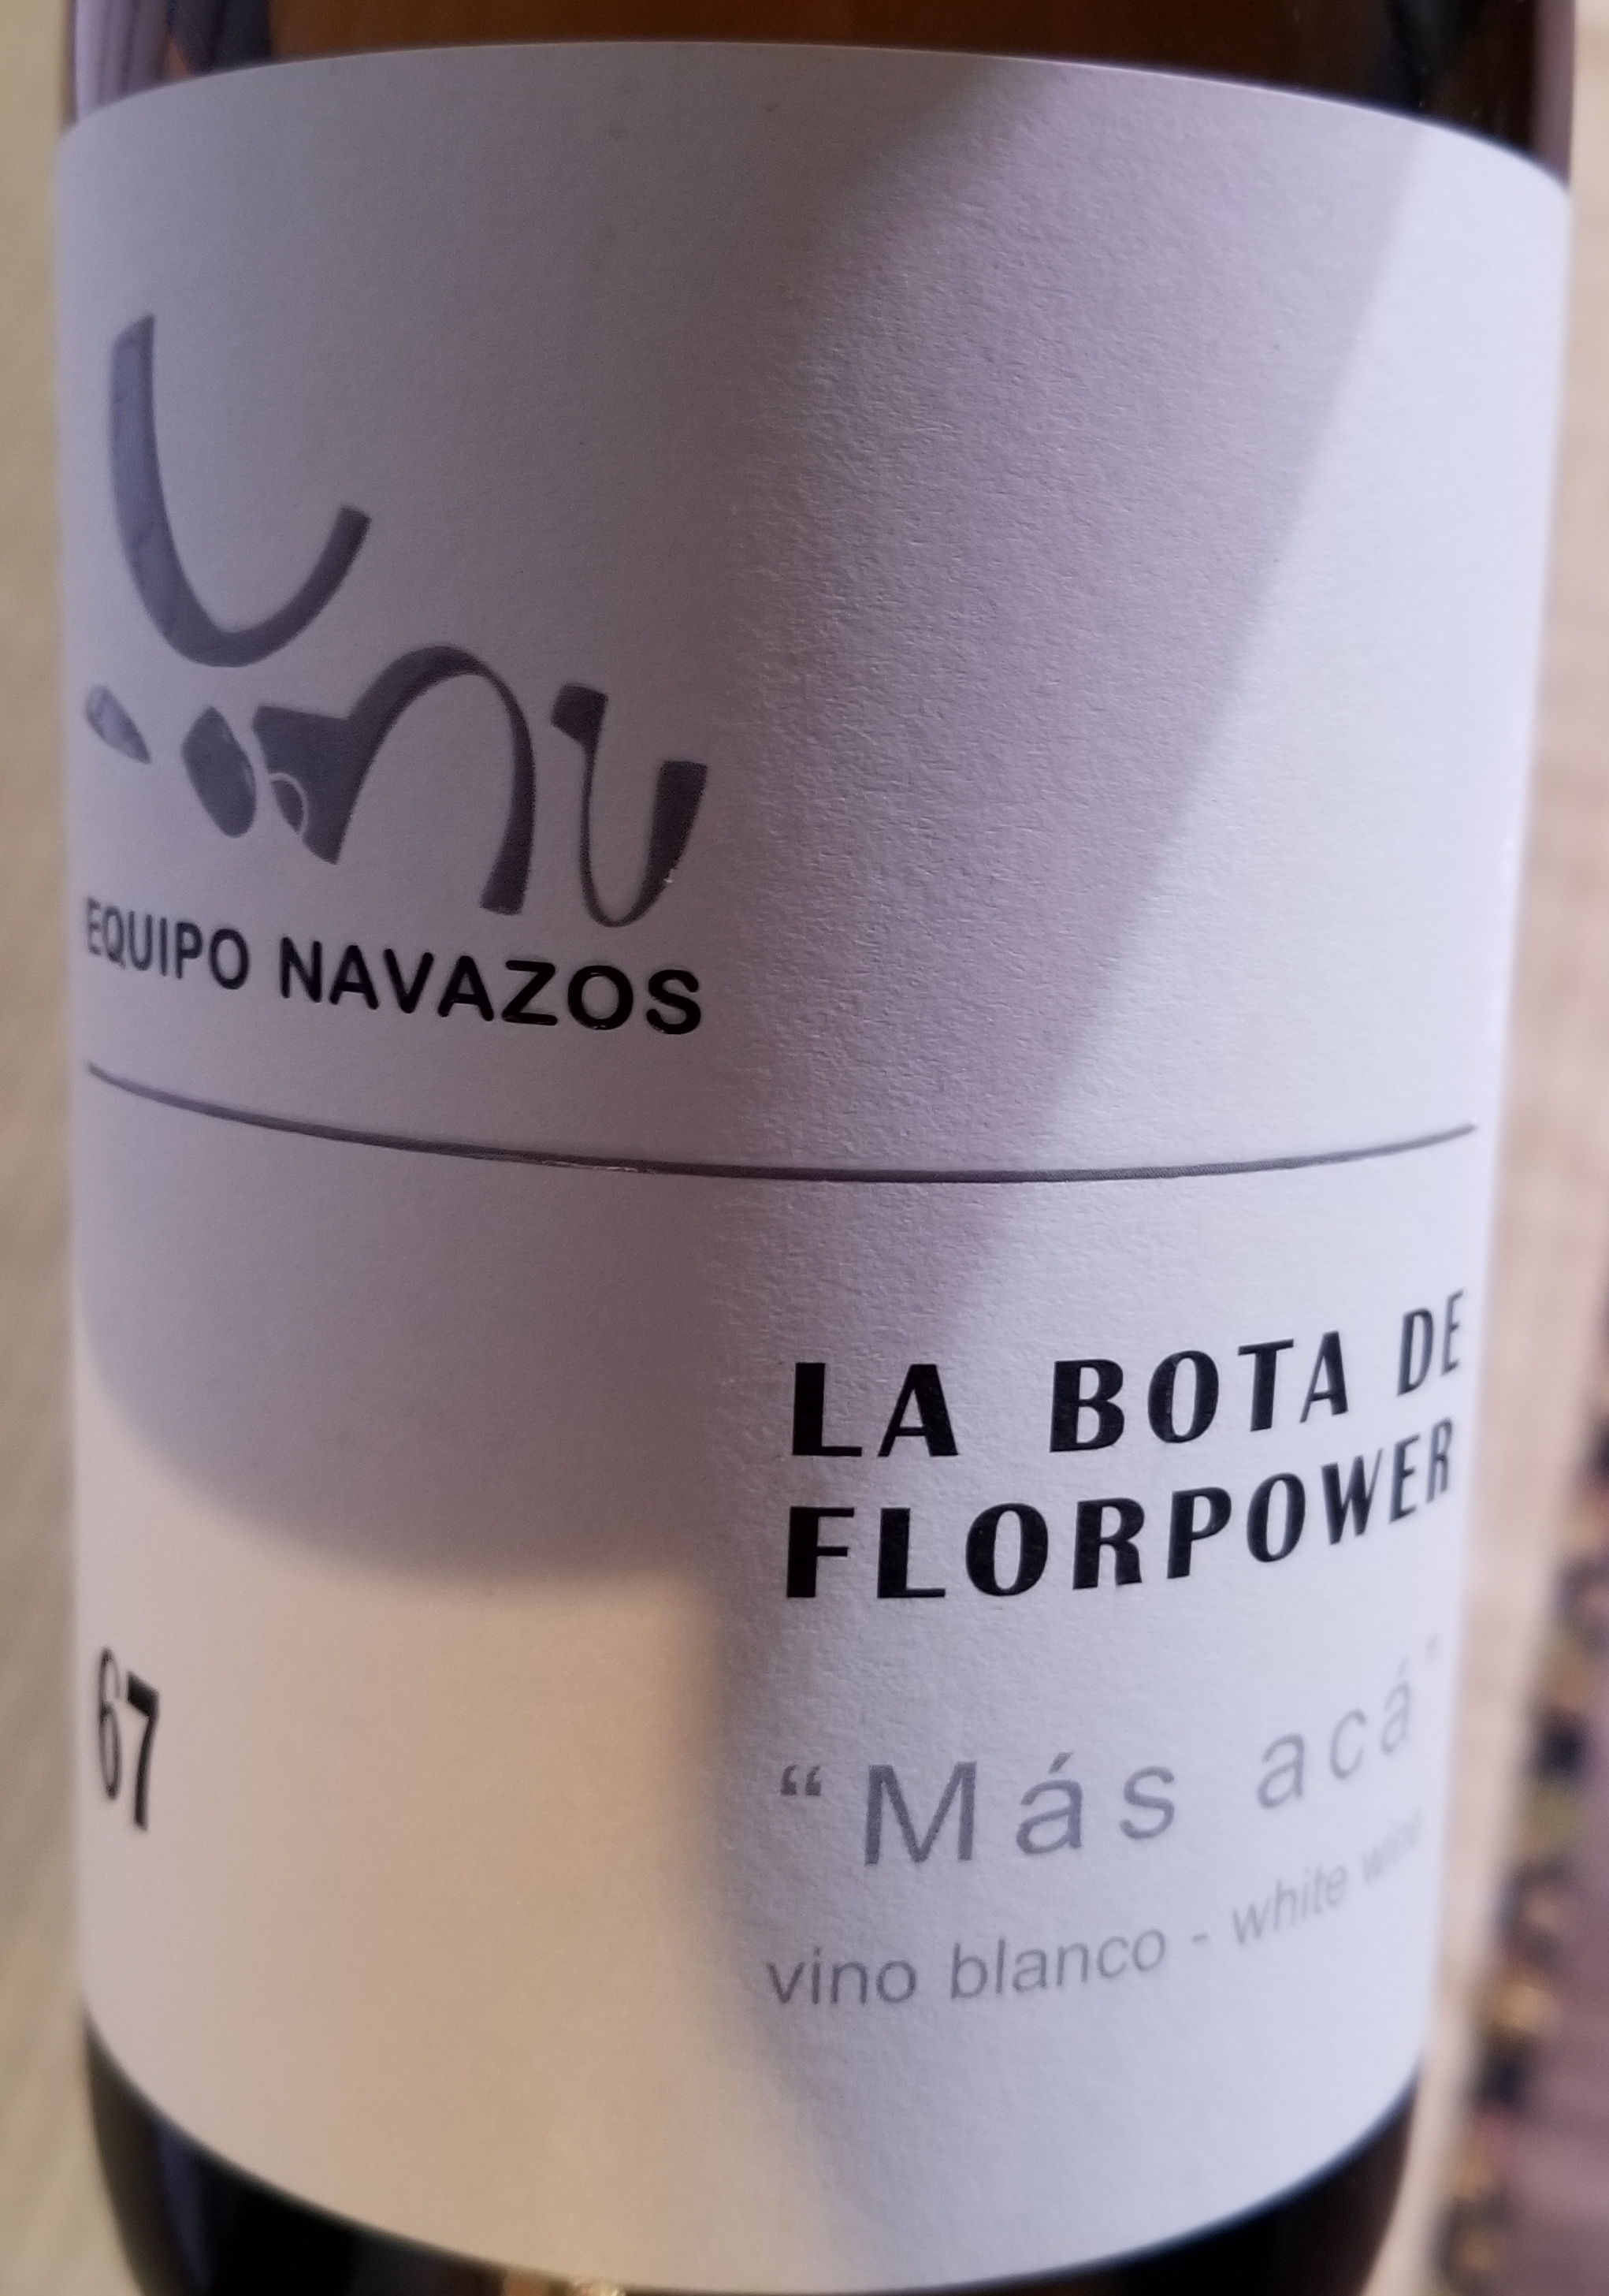 EQUIPO NAVAZOS
LA BOTA DE
FLORPOWER
67
“Más acá”
vino blanco - white wine